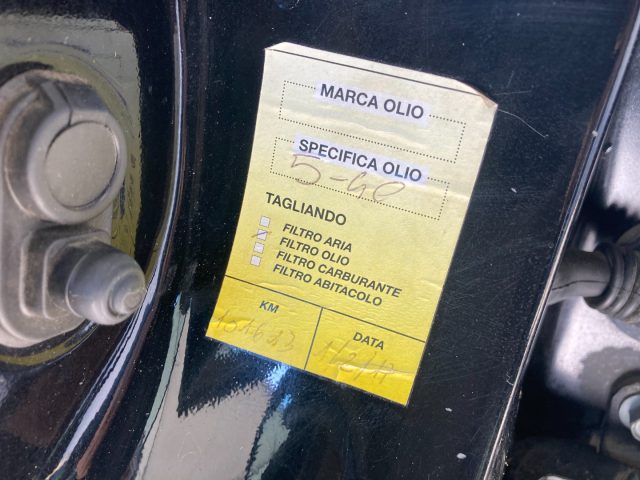 MARCA OLIO
SPECIFICA OLIO
5-40
TAGLIANDO
FILTRO ARIA
FILTRO OLIO
FILTRO CARBURANTE
FILTRO ABITACOLO
KM
DATA